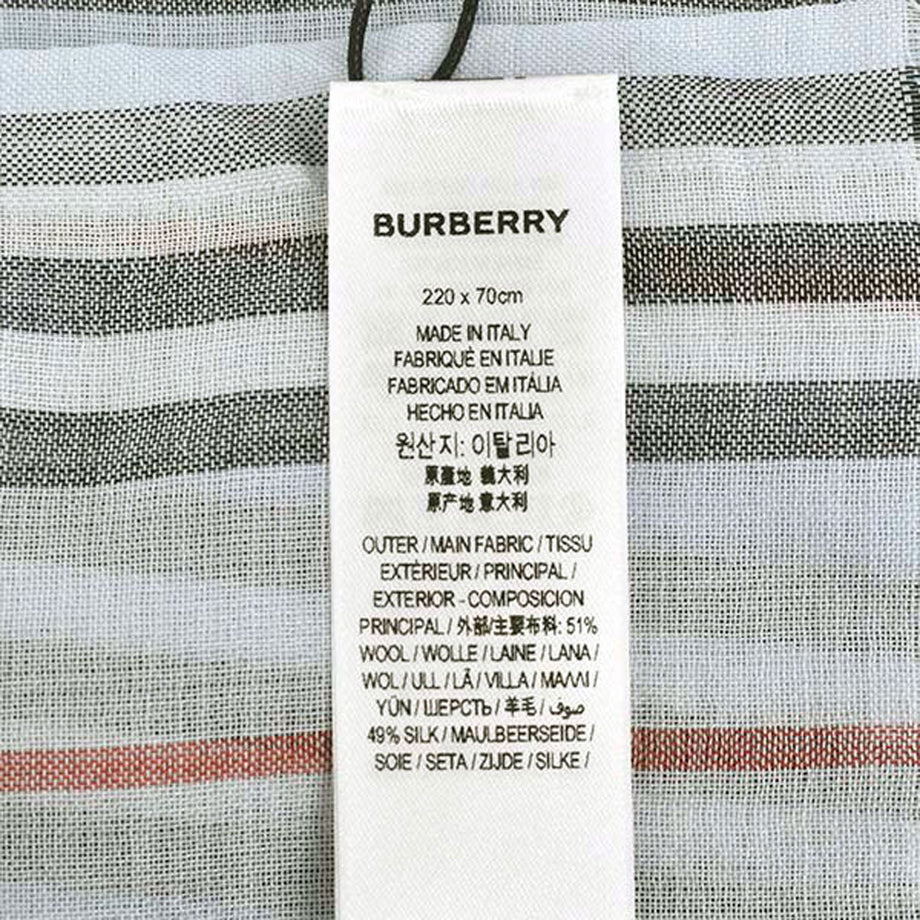 BURBERRY
220 x 70cm
MADE IN ITALY
FABRIQUÉ EN ITALIE
FABRICADO EM ITÁLIA
HECHO EN ITALIA
원산지: 이탈리아
原產地 義大利
原产地 意大利
OUTER / MAIN FABRIC / TISSU
EXTÉRIEUR / PRINCIPAL /
EXTERIOR - COMPOSICION
PRINCIPAL / 外部/主要布料: 51%
WOOL / WOLLE / LAINE / LANA /
WOL / ULL / LÃ / VILLA / ΜΑΛΛΙ /
YÜN / ШЕРСТЬ / 羊毛 / صوف /
49% SILK / MAULBEERSEIDE /
SOIE / SETA / ZIJDE / SILKE /